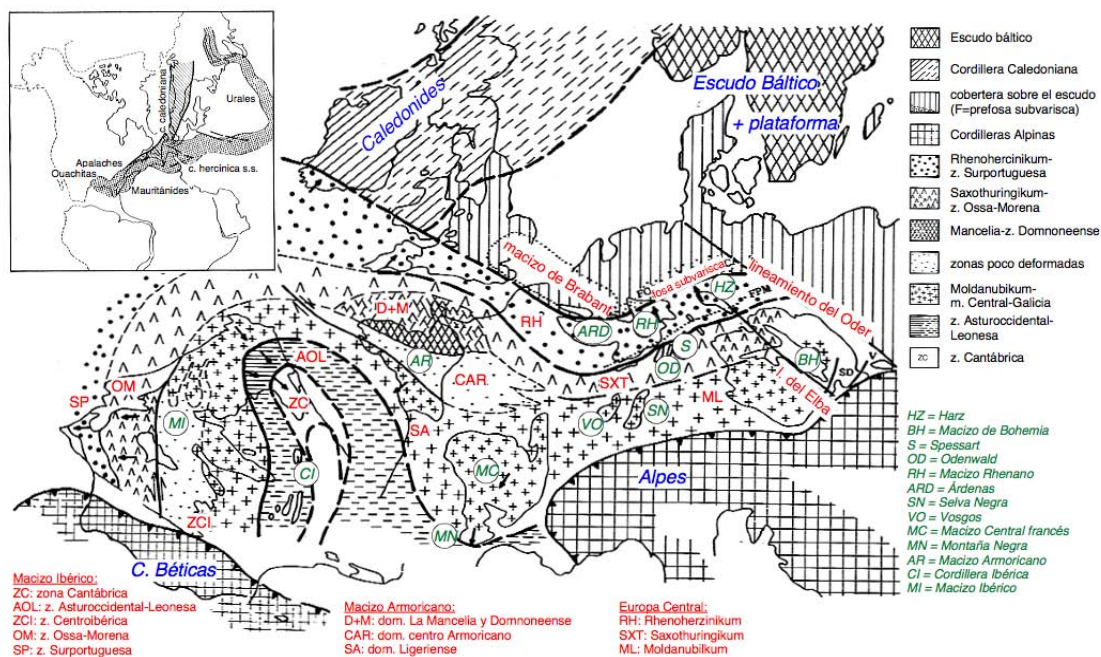 c. caledoniana
Urales
Apalaches
Ouachitas
c. hercínica s.s.
Mauritánides
Caledonides
Escudo Báltico
+ plataforma
macizo de Brabant
fosa subvarisca
lineamiento del Oder
HZ
FPM
D+M
RH
ARD
RH
S
BH
SD
AR
OD
AOL
CAR
SXT
l. del Elba
OM
ZC
ML
SP
SN
MI
SA
VO
CI
MC
Alpes
ZCI
MN
C. Béticas
Escudo báltico
Cordillera Caledoniana
cobertera sobre el escudo
(F=prefosa subvarisca)
Cordilleras Alpinas
Rhenohercinikum-
z. Surportuguesa
Saxothuringikum-
z. Ossa-Morena
Mancelia-z. Domnoneense
zonas poco deformadas
Moldanubikum-
m. Central-Galicia
z. Asturoccidental-
Leonesa
ZC
z. Cantábrica
HZ = Harz
BH = Macizo de Bohemia
S = Spessart
OD = Odenwald
RH = Macizo Rhenano
ARD = Árdenas
SN = Selva Negra
VO = Vosgos
MC = Macizo Central francés
MN = Montaña Negra
AR = Macizo Armoricano
CI = Cordillera Ibérica
MI = Macizo Ibérico
Macizo Ibérico:
ZC: zona Cantábrica
AOL: z. Asturoccidental-Leonesa
ZCI: z. Centroibérica
OM: z. Ossa-Morena
SP: z. Surportuguesa
Macizo Armoricano:
D+M: dom. La Mancelia y Domnoneense
CAR: dom. centro Armoricano
SA: dom. Ligeriense
Europa Central:
RH: Rhenoherzinikum
SXT: Saxothuringikum
ML: Moldanubilkum